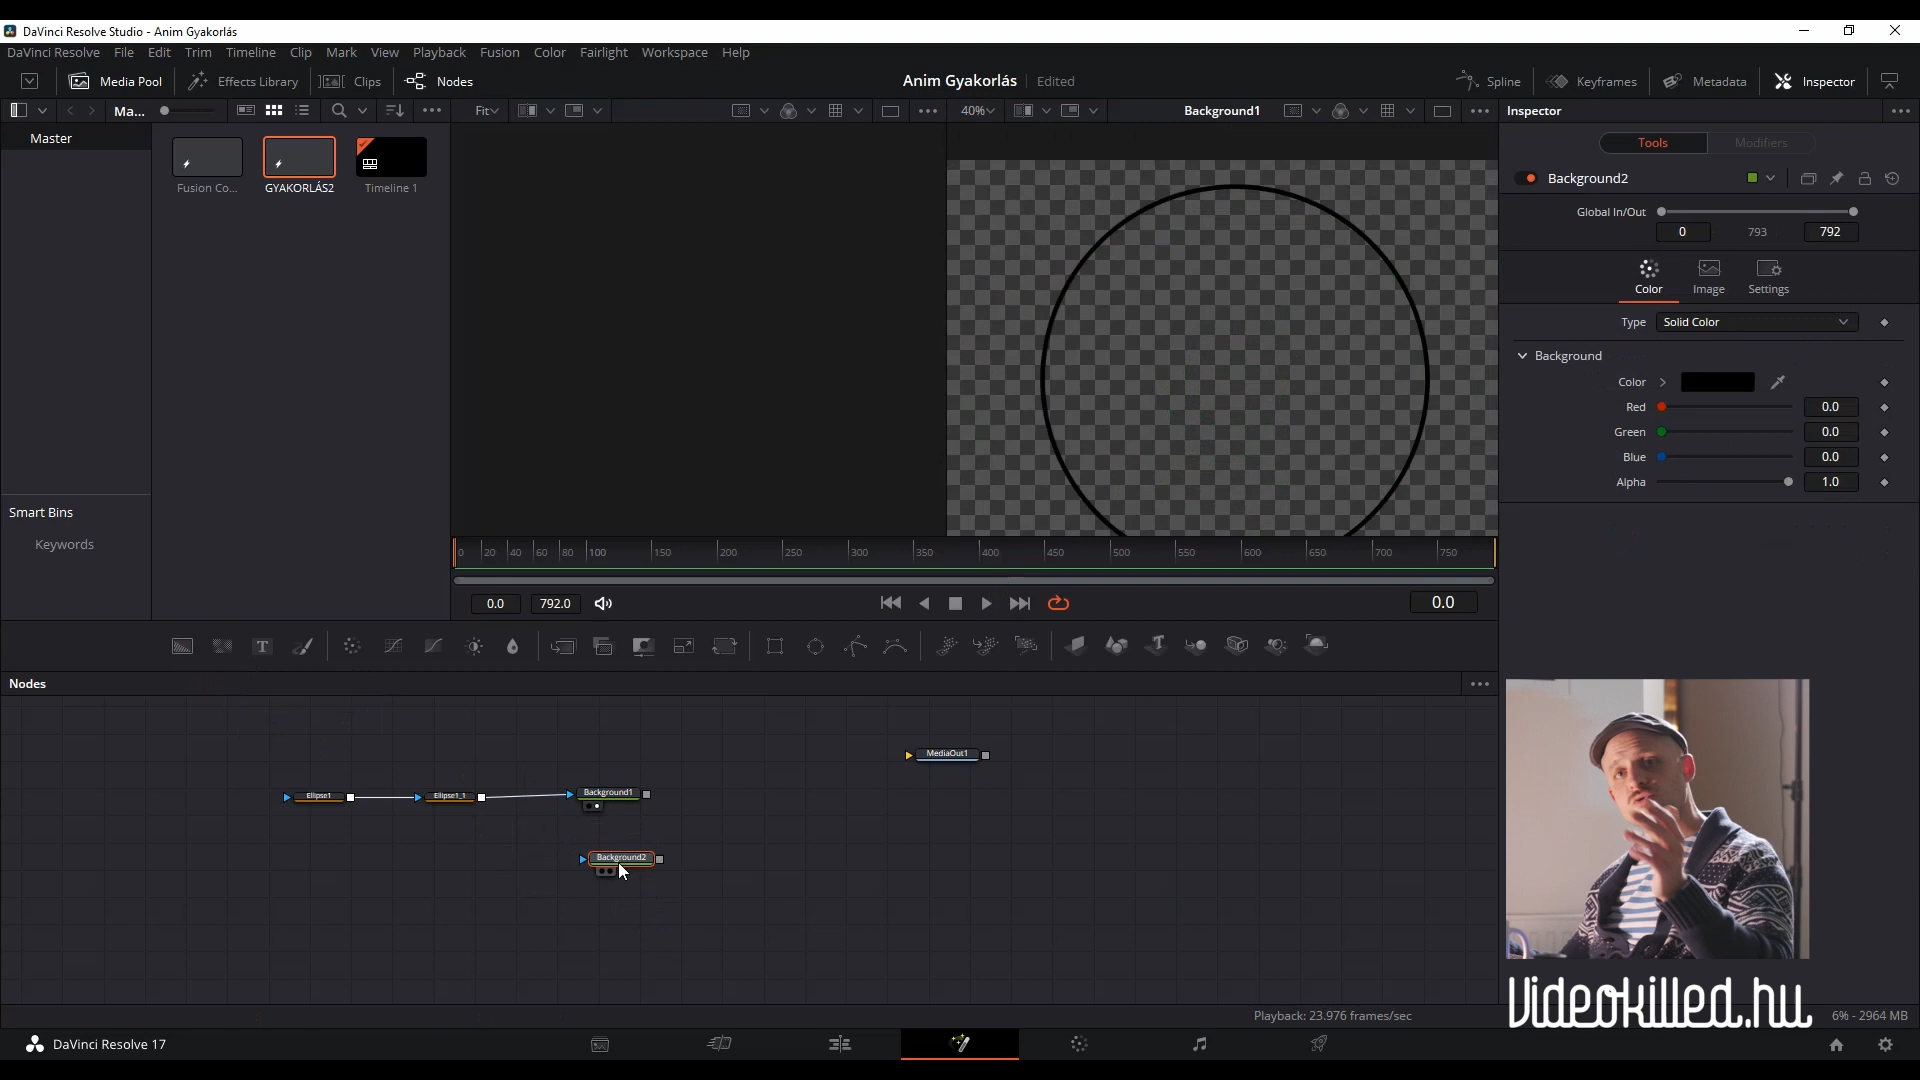 DaVinci Resolve Studio - Anim Gyakorlás
DaVinci Resolve File Edit Trim Timeline Clip Mark View Playback Fusion Color Fairlight Workspace Help
Media Pool Effects Library Clips Nodes Anim Gyakorlás Edited Spline Keyframes Metadata Inspector
Ma... Fit 40% Background1 Inspector
Master
Fusion Co... GYAKORLÁS2 Timeline 1
Tools Modifiers
Background2
Global In/Out
0 793 792
Color Image Settings
Type Solid Color
Background
Color
Red 0.0
Green 0.0
Blue 0.0
Alpha 1.0
Smart Bins
Keywords
0 20 40 60 80 100 150 200 250 300 350 400 450 500 550 600 650 700 750
0.0 792.0 0.0
T T
Nodes
MediaOut1
Ellipse1 Ellipse1_1 Background1
Background2
Videokilled.hu
Playback: 23.976 frames/sec 6% - 2964 MB
DaVinci Resolve 17